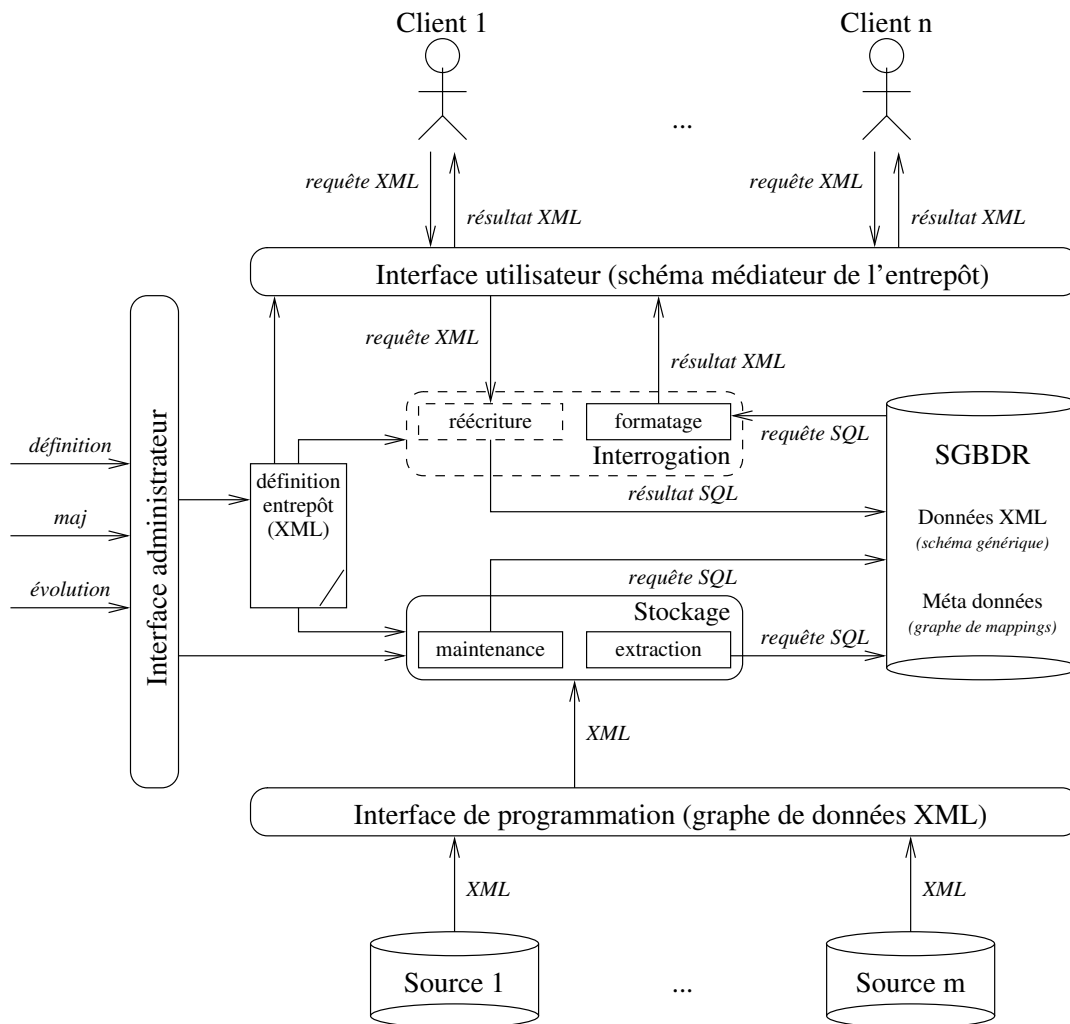 Client 1
Client n
...
requête XML
requête XML
résultat XML
résultat XML
Interface utilisateur (schéma médiateur de l'entrepôt)
requête XML
résultat XML
Interface administrateur
définition
maj
évolution
définition
entrepôt
(XML)
réécriture
formatage
Interrogation
requête SQL
résultat SQL
SGBDR
Données XML
(schéma générique)
Méta données
(graphe de mappings)
requête SQL
Stockage
maintenance
extraction
requête SQL
XML
Interface de programmation (graphe de données XML)
XML
XML
Source 1
...
Source m